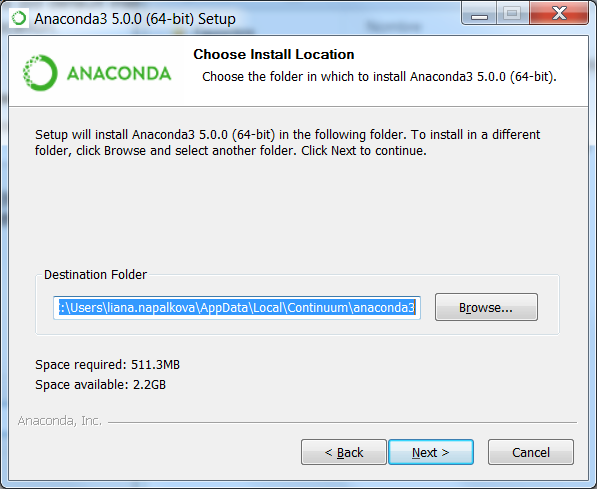 Anaconda3 5.0.0 (64-bit) Setup
ANACONDA
Choose Install Location
Choose the folder in which to install Anaconda3 5.0.0 (64-bit).
Setup will install Anaconda3 5.0.0 (64-bit) in the following folder. To install in a different
folder, click Browse and select another folder. Click Next to continue.
Destination Folder
:\Users\liana.napalkova\AppData\Local\Continuum\anaconda3
Browse...
Space required: 511.3MB
Space available: 2.2GB
Anaconda, Inc.
< Back
Next >
Cancel